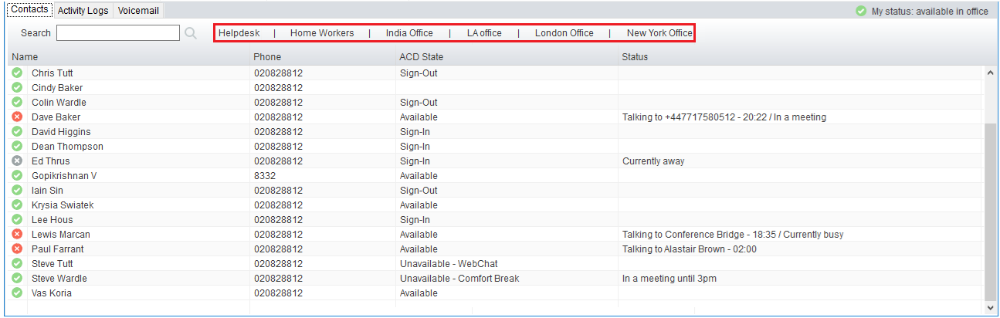 Contacts Activity Logs Voicemail My status: available in office
Search Helpdesk | Home Workers | India Office | LA office | London Office | New York Office
Name Phone ACD State Status
Chris Tutt 020828812 Sign-Out
Cindy Baker 020828812
Colin Wardle 020828812 Sign-Out
Dave Baker 020828812 Available Talking to +447717580512 - 20:22 / In a meeting
David Higgins 020828812 Sign-In
Dean Thompson 020828812 Sign-In
Ed Thrus 020828812 Sign-In Currently away
Gopikrishnan V 8332 Available
Iain Sin 020828812 Sign-Out
Krysia Swiatek 020828812 Available
Lee Hous 020828812 Sign-In
Lewis Marcan 020828812 Available Talking to Conference Bridge - 18:35 / Currently busy
Paul Farrant 020828812 Available Talking to Alastair Brown - 02:00
Steve Tutt 020828812 Unavailable - WebChat
Steve Wardle 020828812 Unavailable - Comfort Break In a meeting until 3pm
Vas Koria 020828812 Available